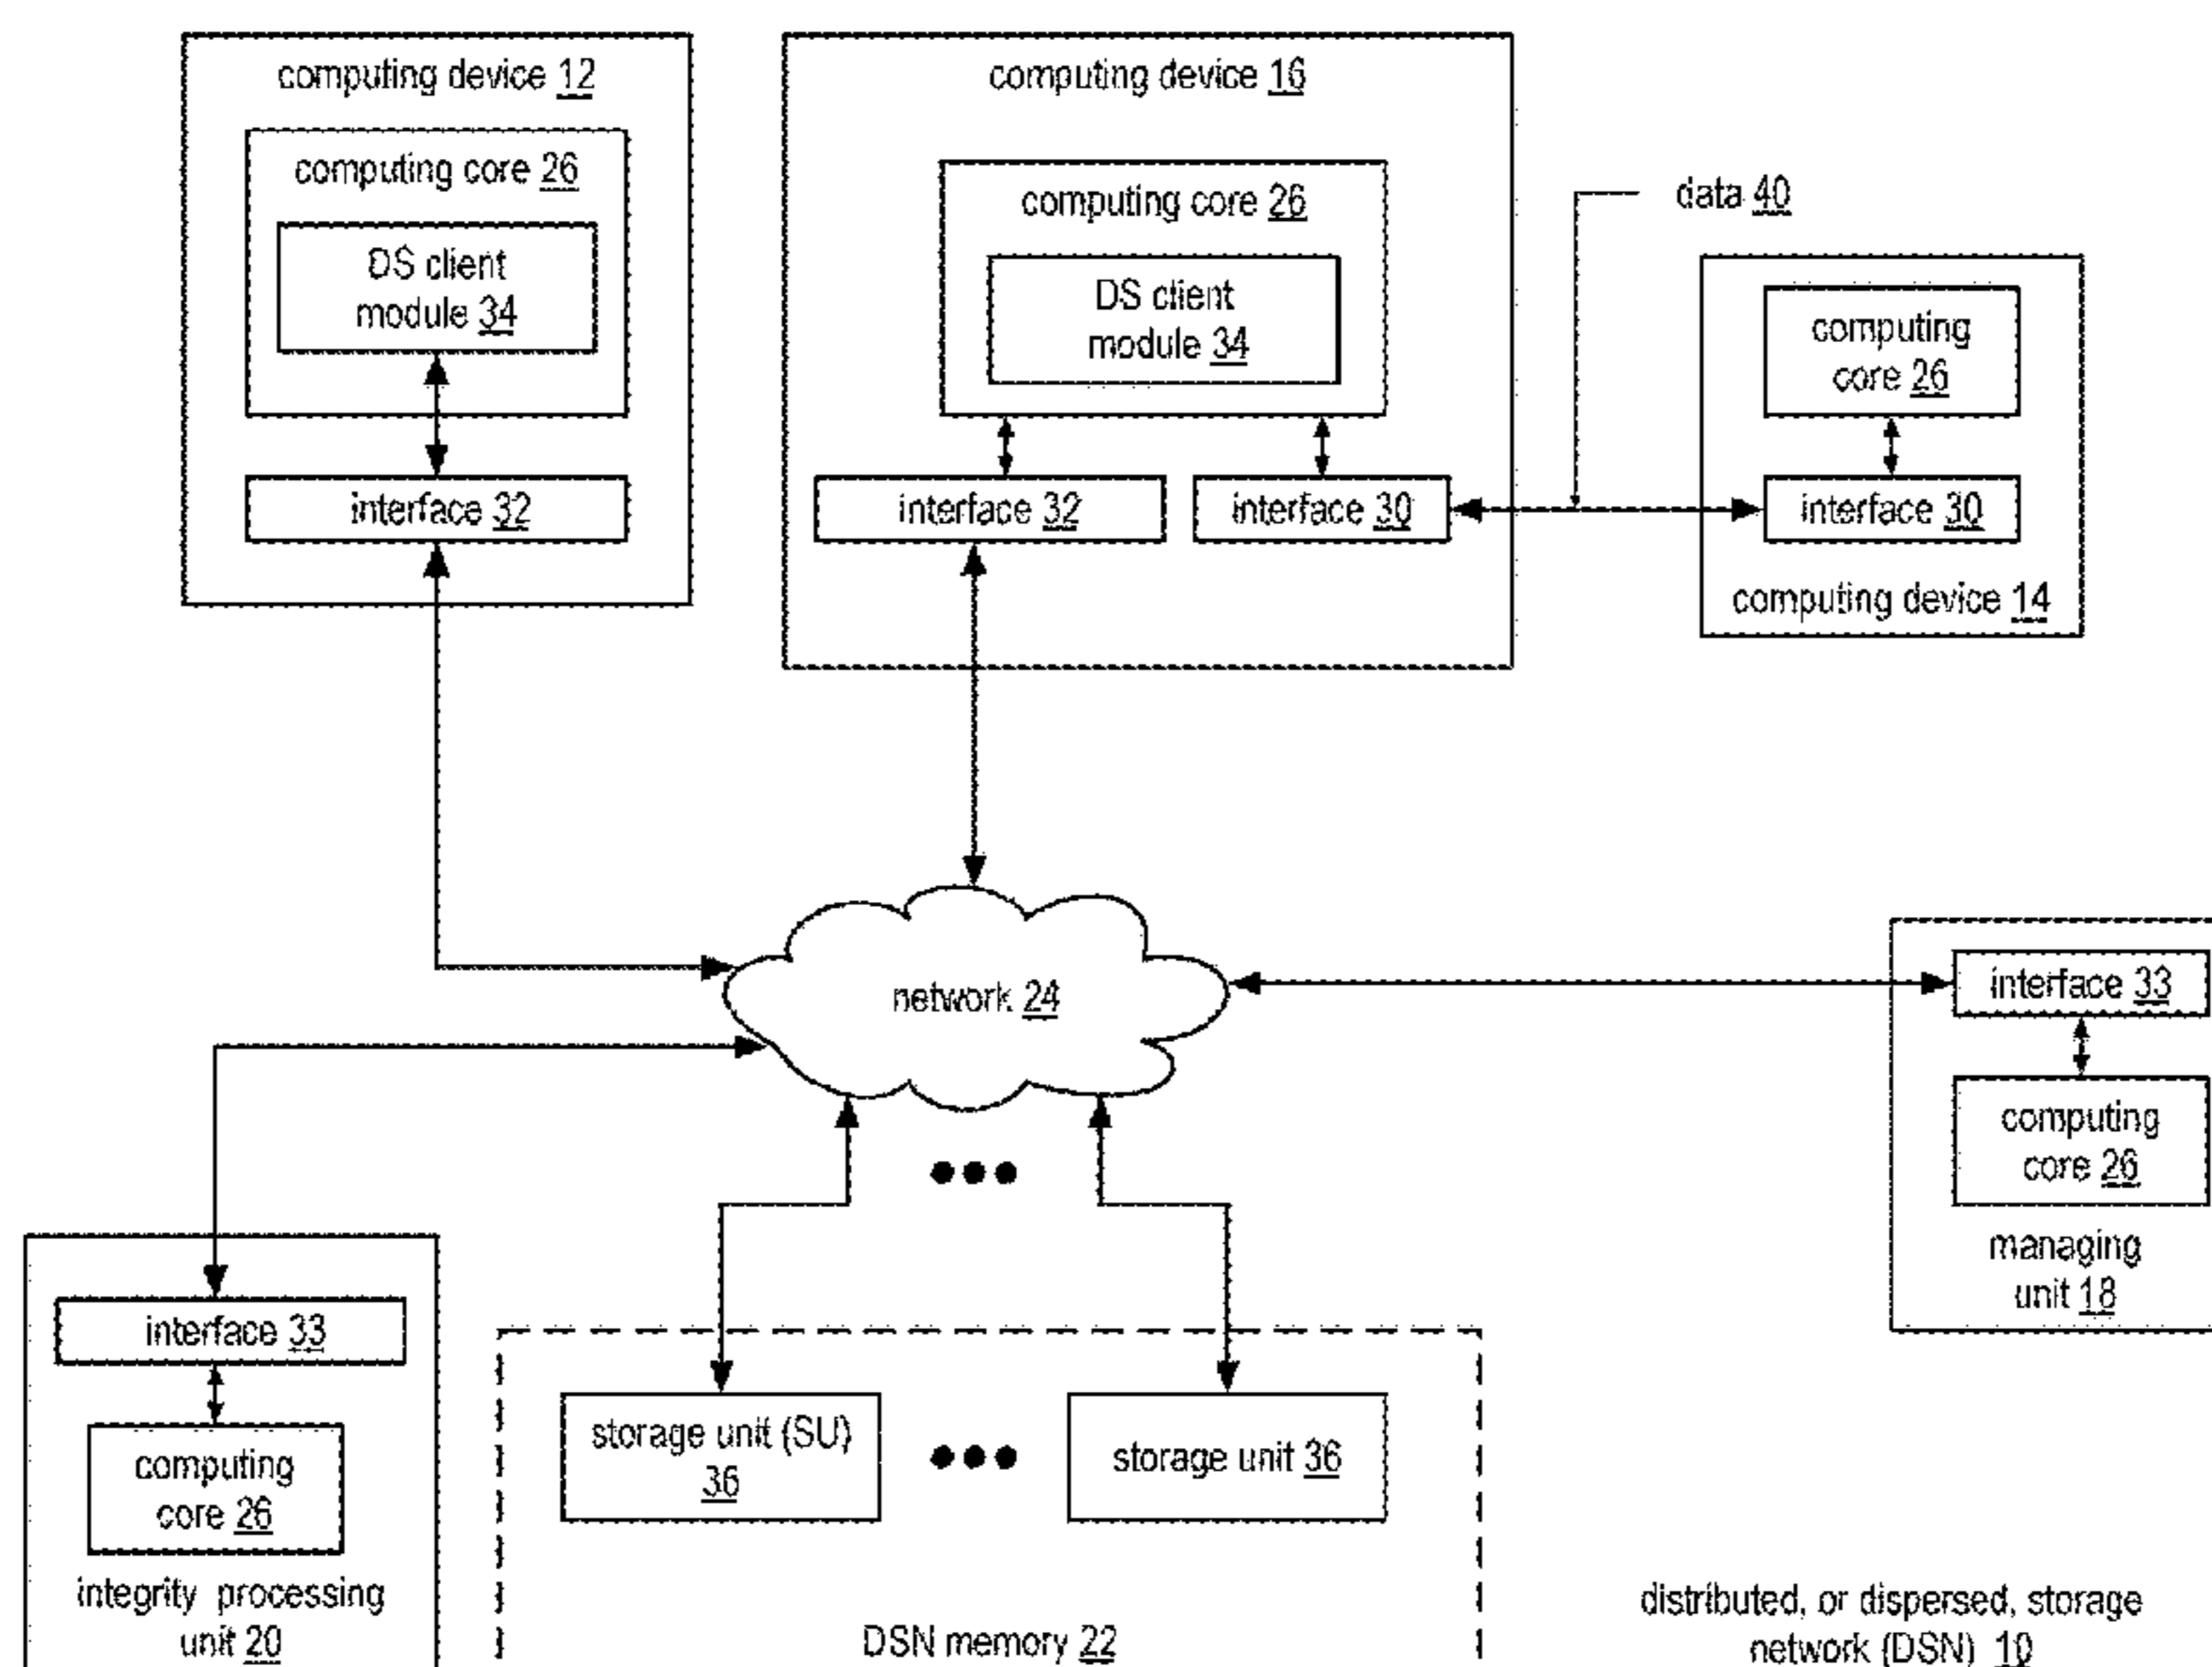 computing device 12
computing core 26
DS client
module 34
interface 32
computing device 16
computing core 26
DS client
module 34
interface 32
interface 30
data 40
computing
core 26
interface 30
computing device 14
network 24
interface 33
computing
core 26
managing
unit 18
interface 33
computing
core 26
integrity processing
unit 20
storage unit (SU)
36
storage unit 36
DSN memory 22
distributed, or dispersed, storage
network (DSN) 10